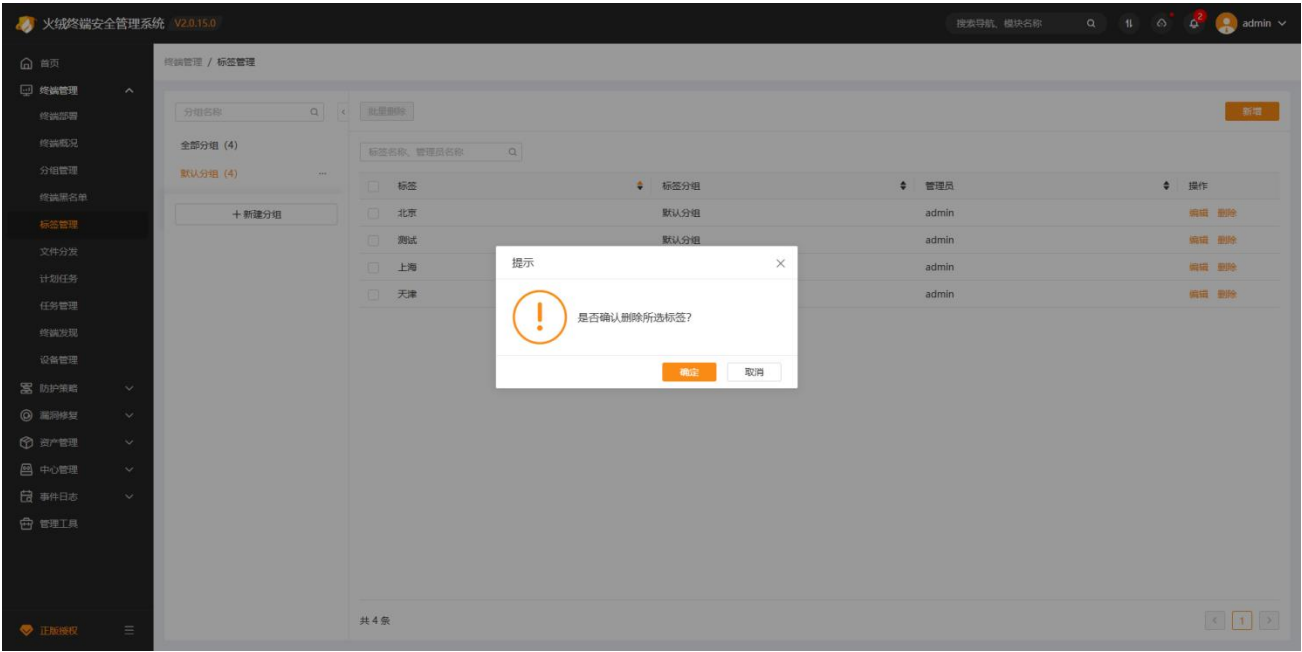 火绒终端安全管理系统 V2.0.15.0 搜索导航、模块名称 2 admin
首页
终端管理
终端部署
终端概况
分组管理
终端黑名单
标签管理
文件分发
计划任务
任务管理
终端发现
设备管理
防护策略
漏洞修复
资产管理
中心管理
事件日志
管理工具
正版授权
终端管理 / 标签管理
分组名称
全部分组 (4)
默认分组 (4) ...
+ 新建分组
批量删除 新增
标签名称、管理员名称
标签 标签分组 管理员 操作
北京 默认分组 admin 编辑 删除
测试 默认分组 admin 编辑 删除
上海 admin 编辑 删除
天津 admin 编辑 删除
提示
是否确认删除所选标签?
确定 取消
共 4 条 < 1 >